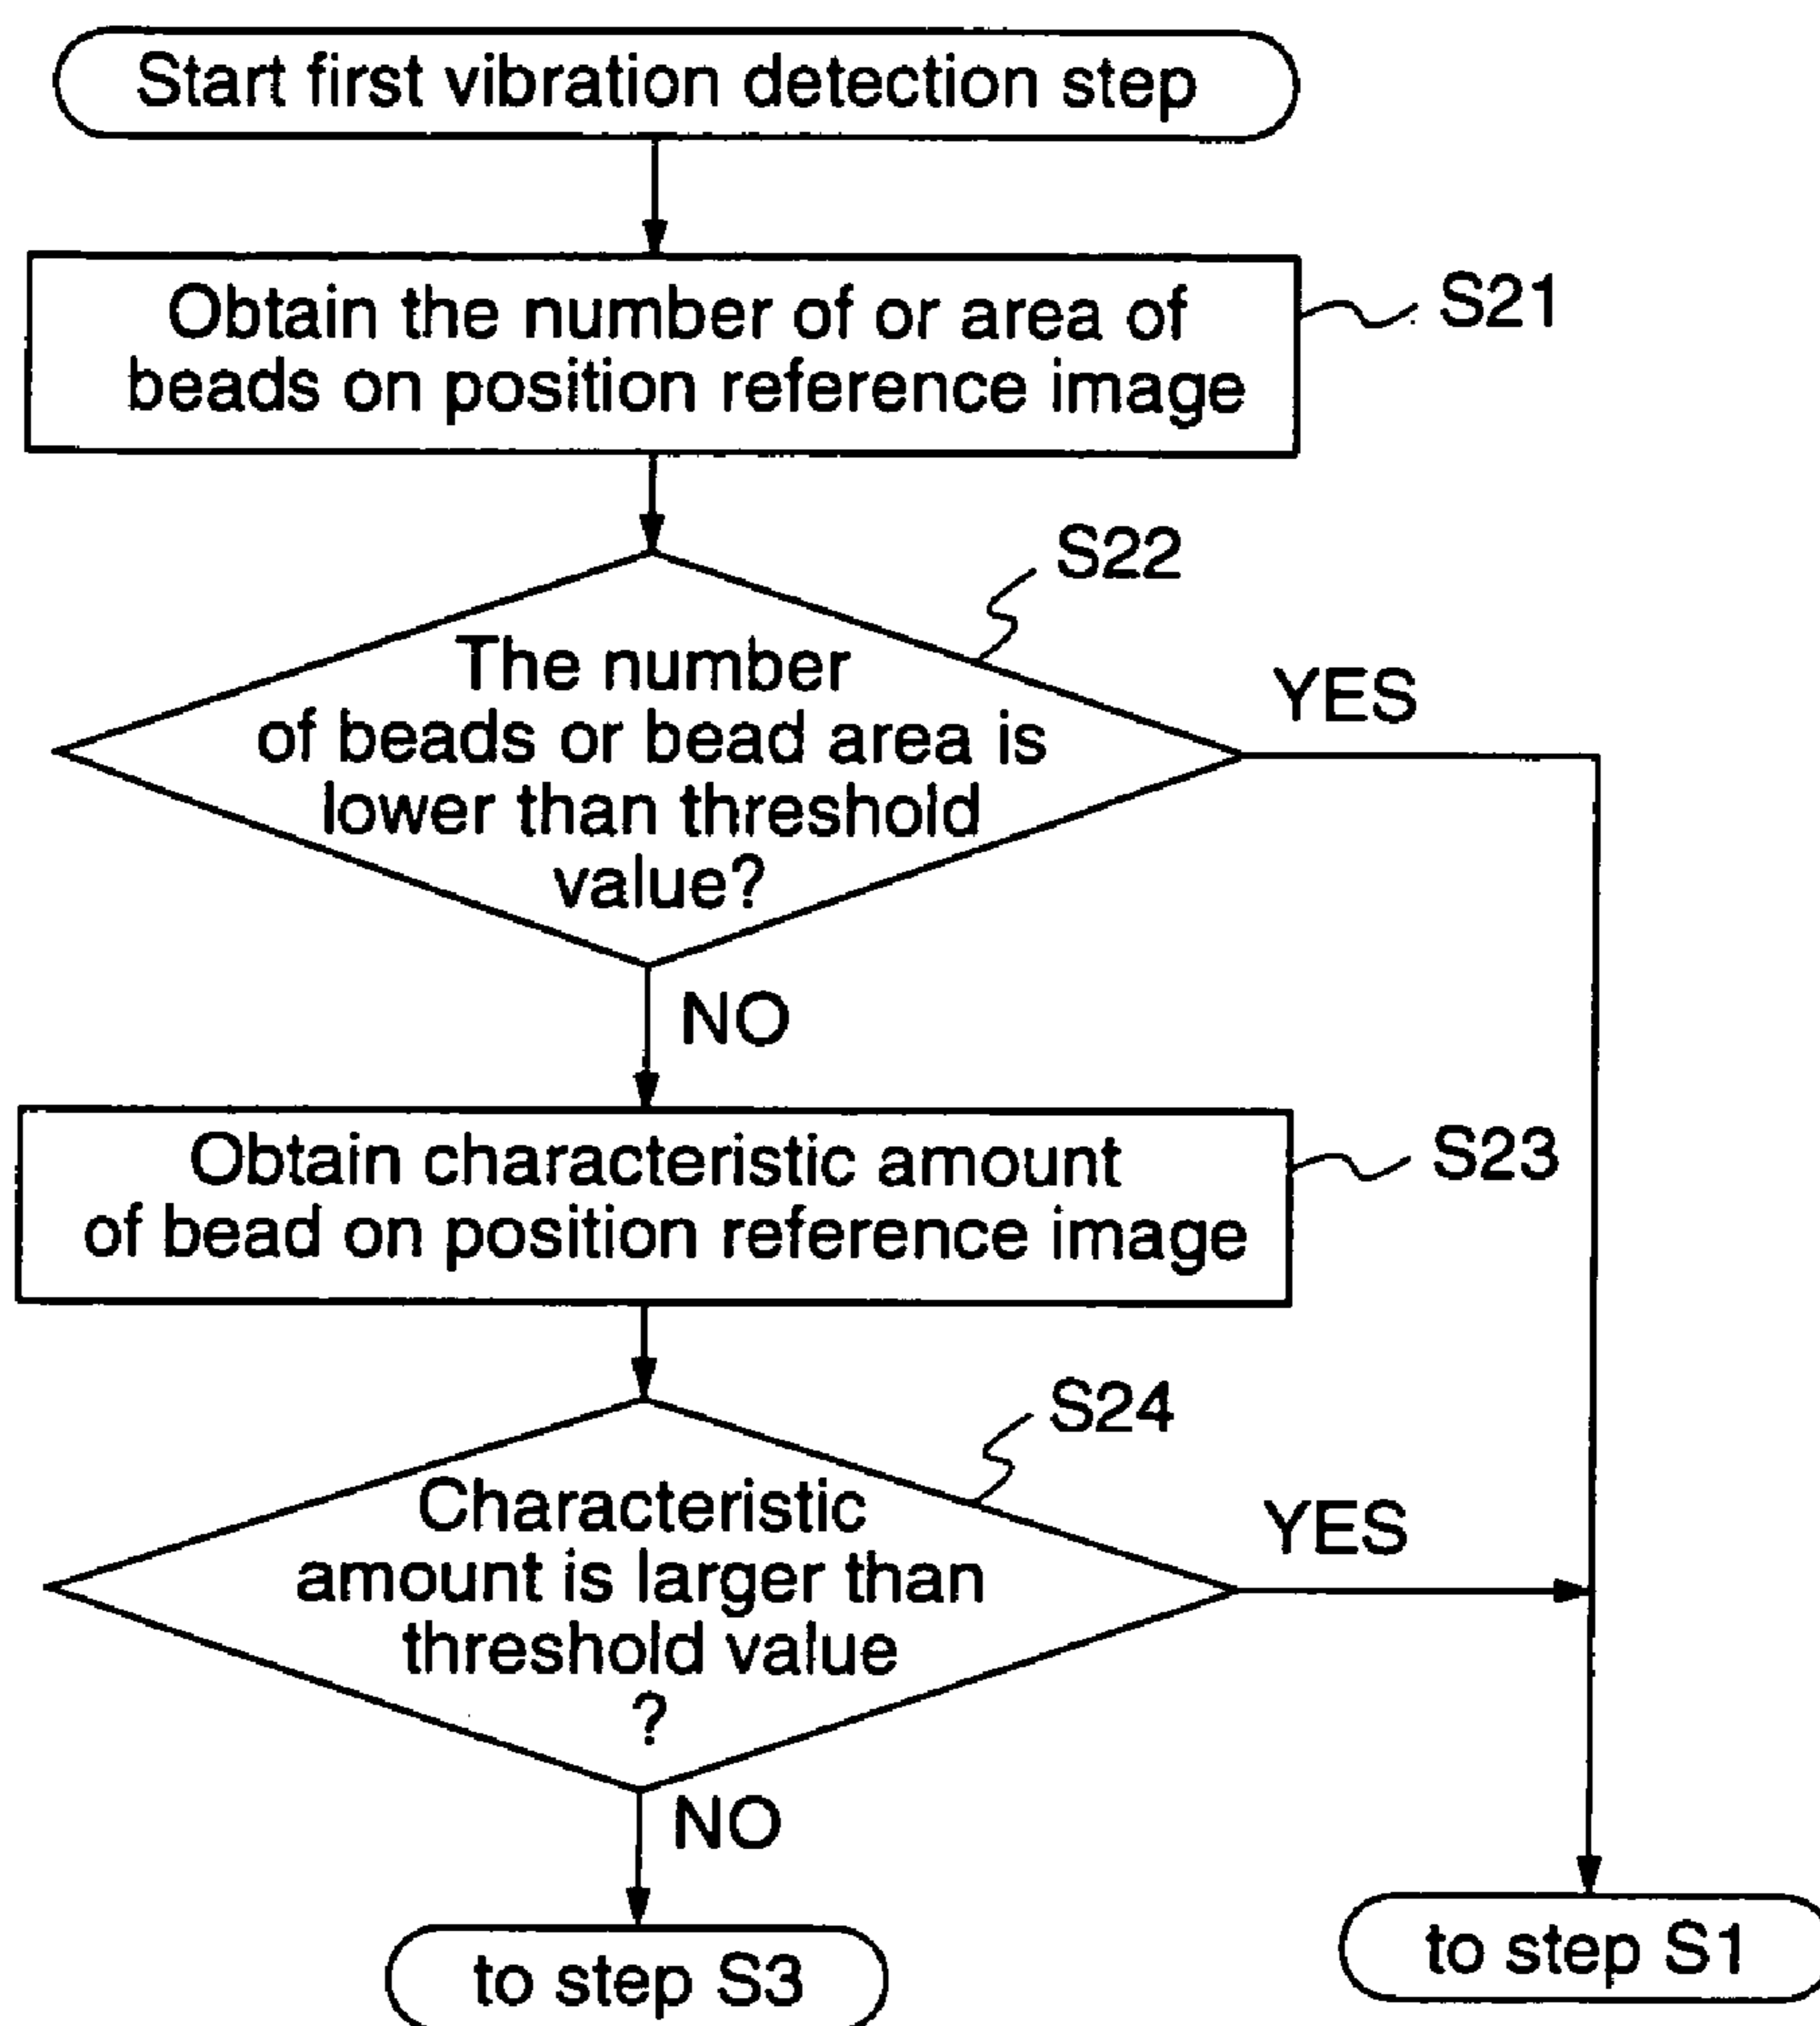 Start first vibration detection step
Obtain the number of or area of
beads on position reference image
S21
S22
The number
of beads or bead area is
lower than threshold
value?
YES
NO
Obtain characteristic amount
of bead on position reference image
S23
S24
Characteristic
amount is larger than
threshold value
?
YES
NO
to step S3
to step S1